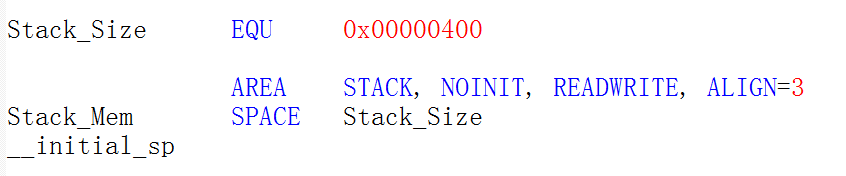 Stack_Size EQU 0x00000400
AREA STACK, NOINIT, READWRITE, ALIGN=3
Stack_Mem SPACE Stack_Size
__initial_sp